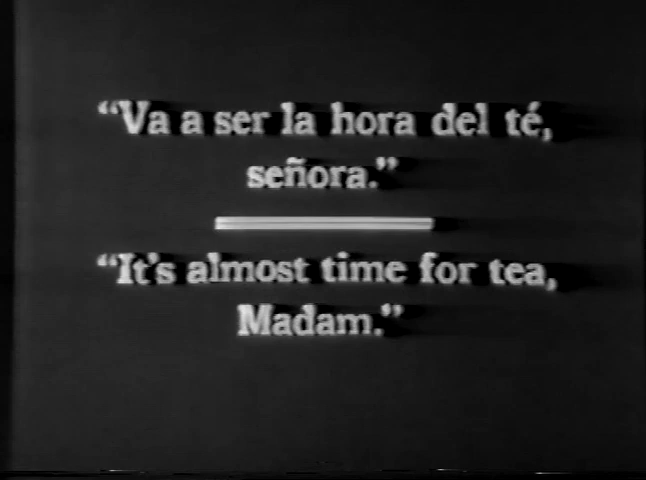 “Va a ser la hora del té,
señora.”
“It's almost time for tea,
Madam.”